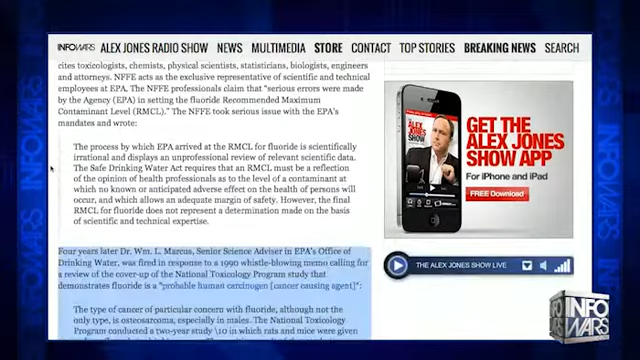 INFOWARS ALEX JONES RADIO SHOW NEWS MULTIMEDIA STORE CONTACT TOP STORIES BREAKING NEWS SEARCH
cites toxicologists, chemists, physical scientists, statisticians, biologists, engineers
and attorneys. NFFE acts as the exclusive representative of scientific and technical
employees at EPA. The NFFE professionals claim that "serious errors were made
by the Agency (EPA) in setting the fluoride Recommended Maximum
Contaminant Level (RMCL)." The NFFE took serious issue with the EPA's
mandates and wrote:
The process by which EPA arrived at the RMCL for fluoride is scientifically
irrational and displays an unprofessional review of relevant scientific data.
The Safe Drinking Water Act requires that an RMCL must be a reflection
of the opinion of health professionals as to the level of a contaminant at
which no known or anticipated adverse effect on the health of persons will
occur, and which allows an adequate margin of safety. However, the final
RMCL for fluoride does not represent a determination made on the basis
of scientific and technical expertise.
Four years later Dr. Wm. L. Marcus, Senior Science Adviser in EPA's Office of
Drinking Water, was fired in response to a 1990 whistle-blowing memo calling for
a review of the cover-up of the National Toxicology Program study that
demonstrates fluoride is a "probable human carcinogen [cancer causing agent]":
The type of cancer of particular concern with fluoride, although not the
only type, is osteosarcoma, especially in males. The National Toxicology
Program conducted a two-year study \10 in which rats and mice were given
ALEX JONES
SHOW
GET THE
ALEX JONES
SHOW APP
For iPhone and iPad
FREE Download
THE ALEX JONES SHOW LIVE
INFOWARS
INFO
WARS